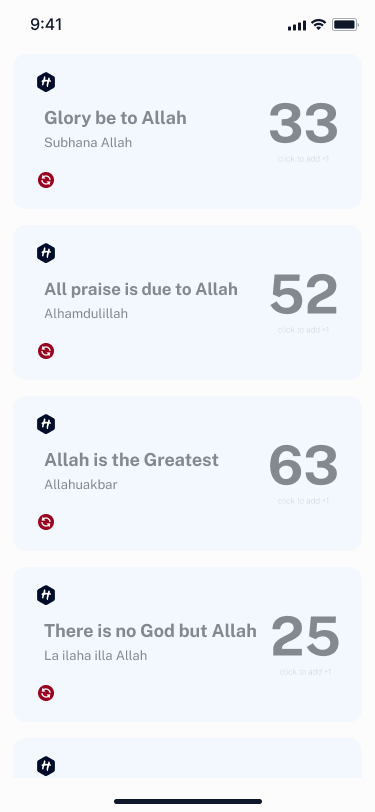 9:41
Glory be to Allah
Subhana Allah
33
click to add +1
All praise is due to Allah
Alhamdulillah
52
click to add +1
Allah is the Greatest
Allahuakbar
63
click to add +1
There is no God but Allah
La ilaha illa Allah
25
click to add +1